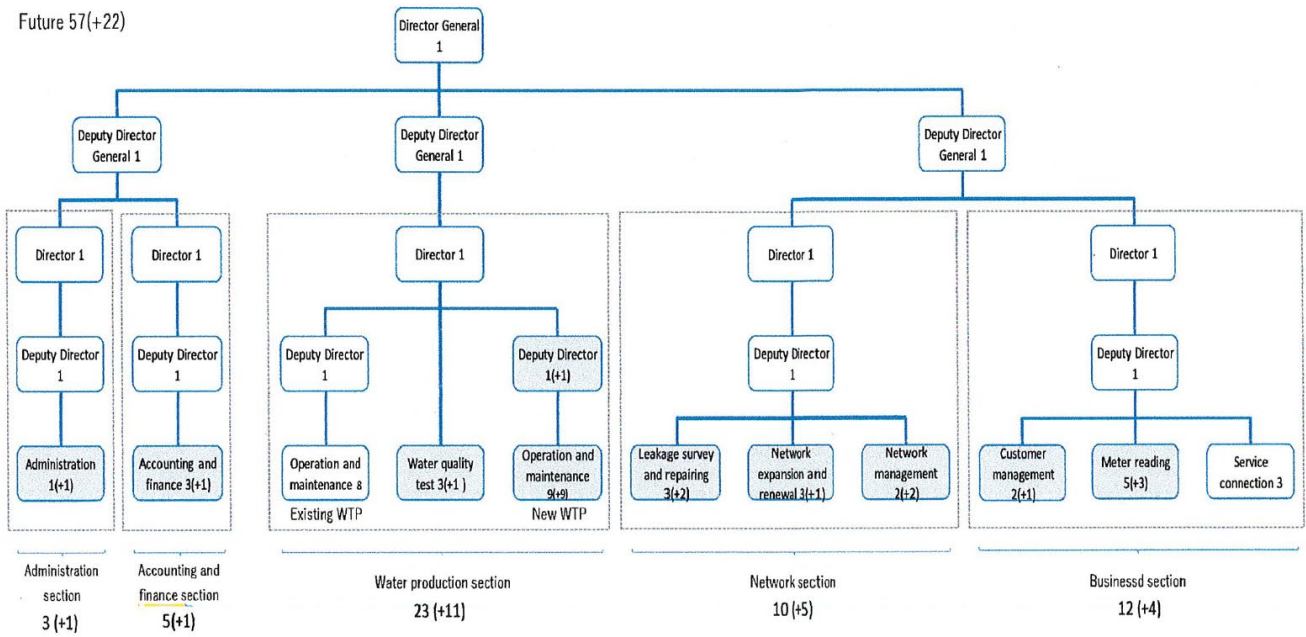 Future 57(+22)
Director General
1
Deputy Director
General 1
Deputy Director
General 1
Deputy Director
General 1
Director 1
Director 1
Director 1
Director 1
Director 1
Deputy Director
1
Deputy Director
1
Deputy Director
1
Deputy Director
1(+1)
Deputy Director
1
Deputy Director
1
Administration
1(+1)
Accounting and
finance 3(+1)
Operation and
maintenance 8
Water quality
test 3(+1 )
Operation and
maintenance
9(+9)
Leakage survey
and repairing
3(+2)
Network
expansion and
renewal 3(+1)
Network
management
2(+2)
Customer
management
2(+1)
Meter reading
5(+3)
Service
connection 3
Existing WTP
New WTP
Administration
section
3 (+1)
Accounting and
finance section
5(+1)
Water production section
23 (+11)
Network section
10 (+5)
Businessd section
12 (+4)